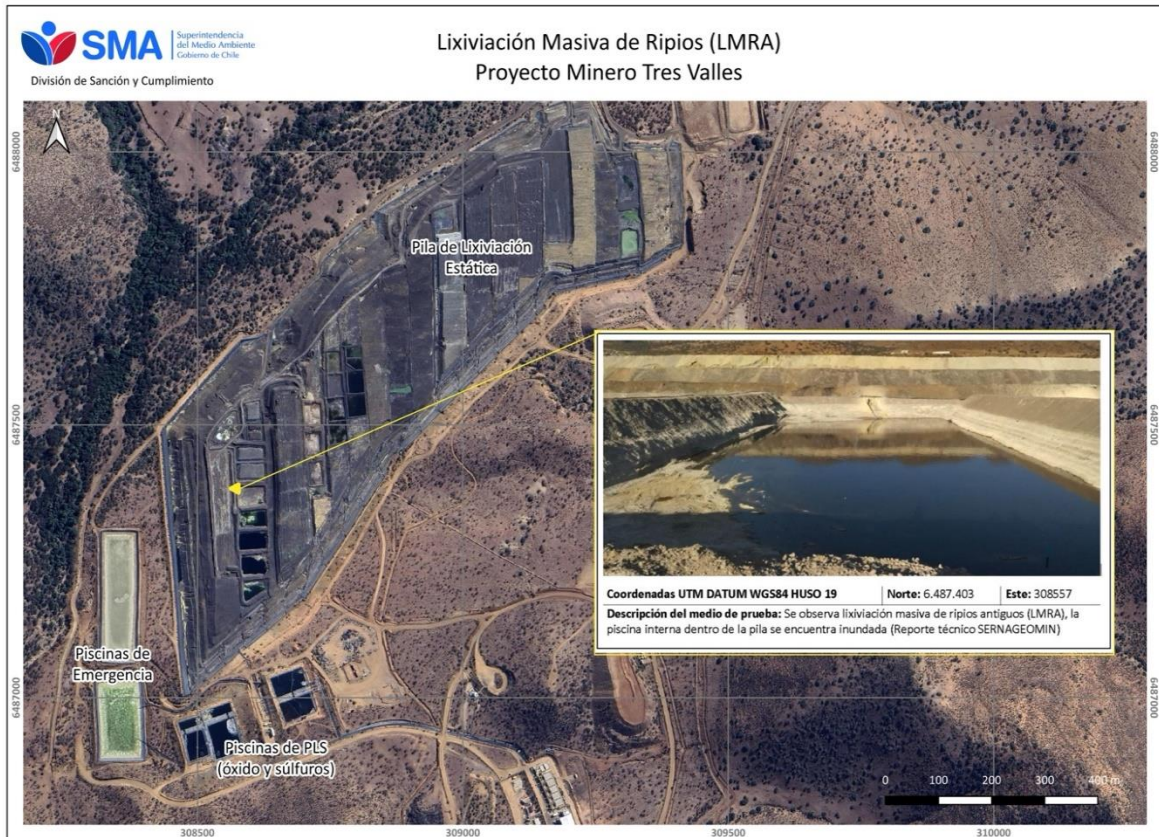 SMA
Superintendencia
del Medio Ambiente
Gobierno de Chile
División de Sanción y Cumplimiento
Lixiviación Masiva de Ripios (LMRA)
Proyecto Minero Tres Valles
N
6488000
6488000
Pila de Lixiviación
Estática
6487500
6487500
Coordenadas UTM DATUM WGS84 HUSO 19 Norte: 6.487.403 Este: 308557
Descripción del medio de prueba: Se observa lixiviación masiva de ripios antiguos (LMRA), la
piscina interna dentro de la pila se encuentra inundada (Reporte técnico SERNAGEOMIN)
Piscinas de
Emergencia
6487000
6487000
Piscinas de PLS
(óxido y súlfuros)
0 100 200 300 400 m
308500 309000 309500 310000